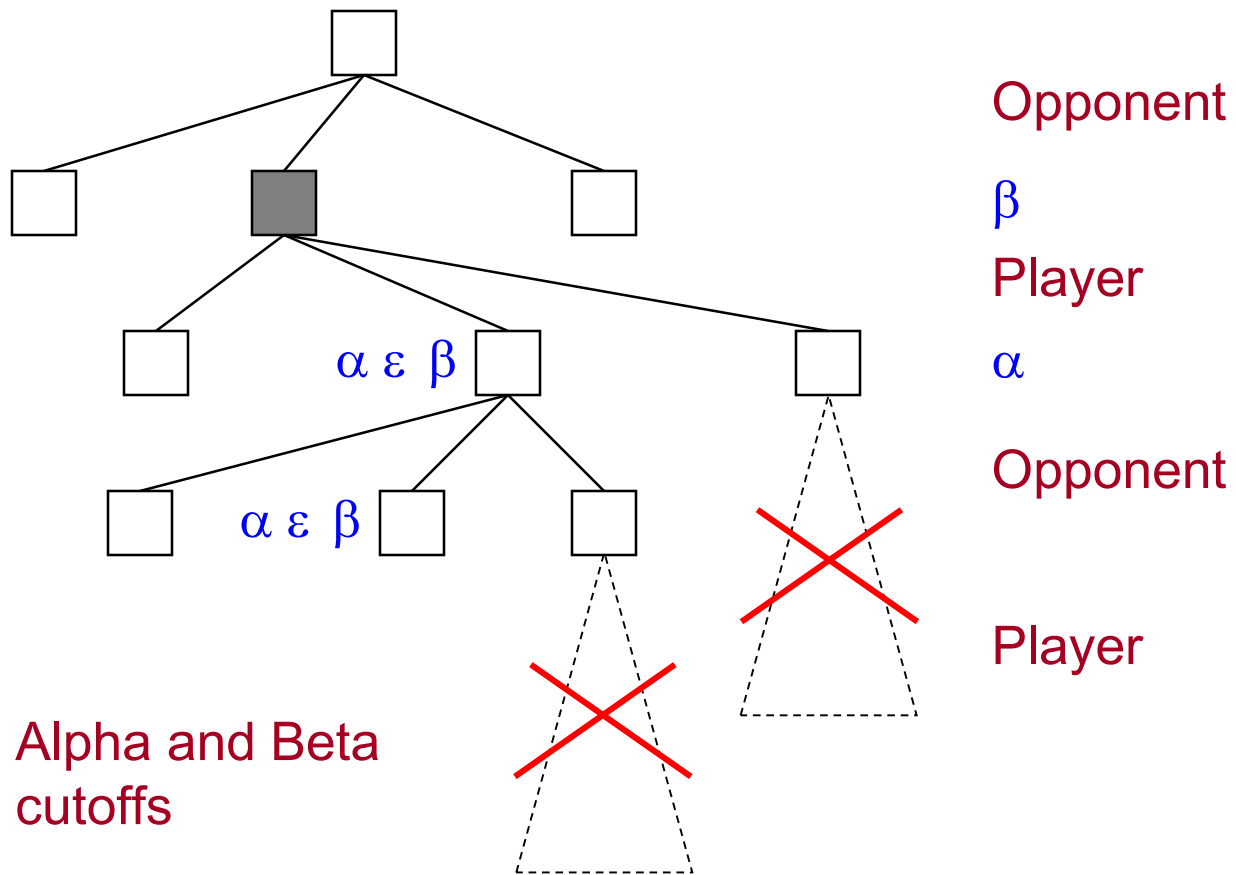 Opponent
β
Player
α ε β
α
Opponent
α ε β
Player
Alpha and Beta
cutoffs